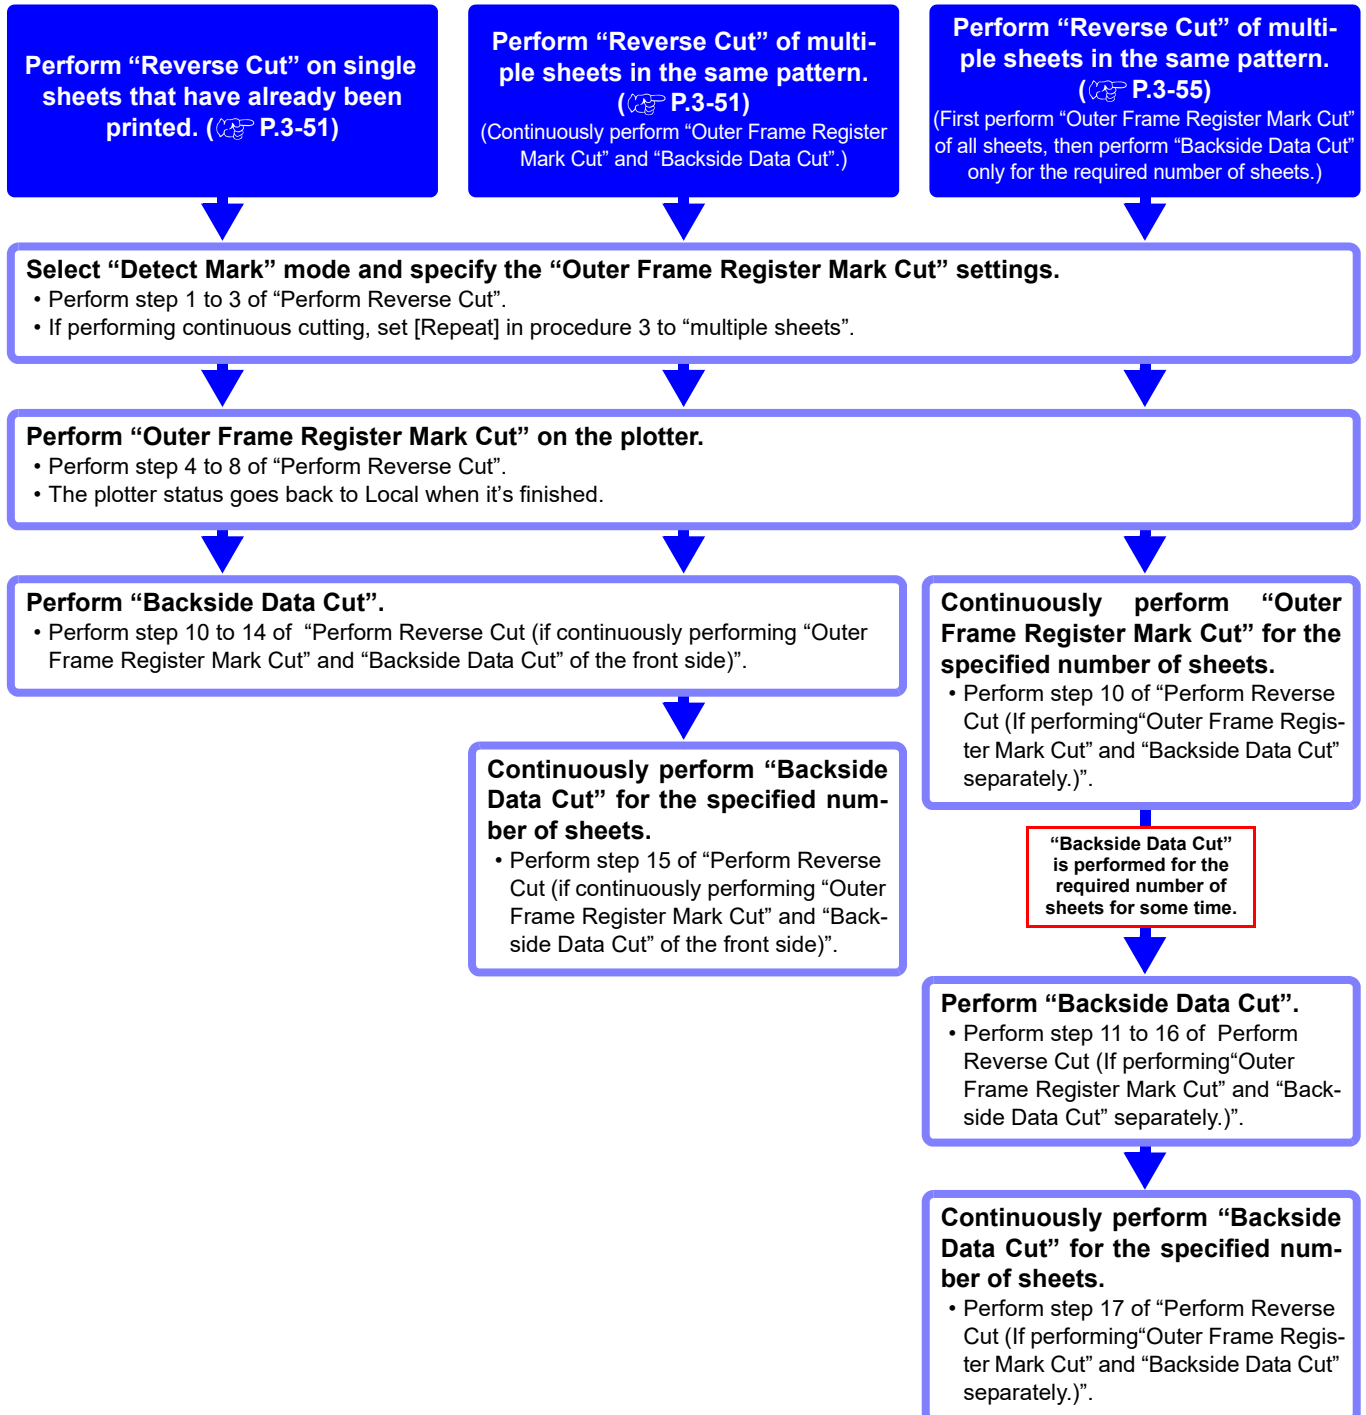 Perform “Reverse Cut” on single
sheets that have already been
printed. (☞ P.3-51)
Perform “Reverse Cut” of multi-
ple sheets in the same pattern.
(☞ P.3-51)
(Continuously perform “Outer Frame Register
Mark Cut” and “Backside Data Cut”.)
Perform “Reverse Cut” of multi-
ple sheets in the same pattern.
(☞ P.3-55)
(First perform “Outer Frame Register Mark Cut”
of all sheets, then perform “Backside Data Cut”
only for the required number of sheets.)
Select “Detect Mark” mode and specify the “Outer Frame Register Mark Cut” settings.
• Perform step 1 to 3 of “Perform Reverse Cut”.
• If performing continuous cutting, set [Repeat] in procedure 3 to “multiple sheets”.
Perform “Outer Frame Register Mark Cut” on the plotter.
• Perform step 4 to 8 of “Perform Reverse Cut”.
• The plotter status goes back to Local when it’s finished.
Perform “Backside Data Cut”.
• Perform step 10 to 14 of “Perform Reverse Cut (if continuously performing “Outer
Frame Register Mark Cut” and “Backside Data Cut” of the front side)”.
Continuously perform “Backside
Data Cut” for the specified num-
ber of sheets.
• Perform step 15 of “Perform Reverse
Cut (if continuously performing “Outer
Frame Register Mark Cut” and “Back-
side Data Cut” of the front side)”.
Continuously perform “Outer
Frame Register Mark Cut” for the
specified number of sheets.
• Perform step 10 of “Perform Reverse
Cut (If performing“Outer Frame Regis-
ter Mark Cut” and “Backside Data Cut”
separately.)”.
“Backside Data Cut”
is performed for the
required number of
sheets for some time.
Perform “Backside Data Cut”.
• Perform step 11 to 16 of Perform
Reverse Cut (If performing“Outer
Frame Register Mark Cut” and “Back-
side Data Cut” separately.)”.
Continuously perform “Backside
Data Cut” for the specified num-
ber of sheets.
• Perform step 17 of “Perform Reverse
Cut (If performing“Outer Frame Regis-
ter Mark Cut” and “Backside Data Cut”
separately.)”.